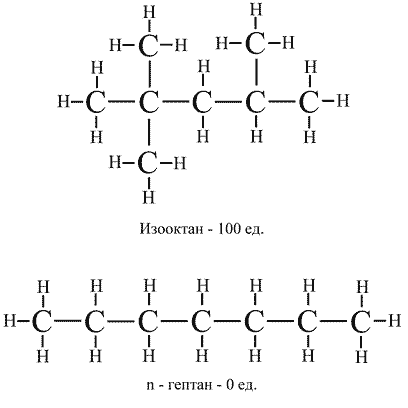 H H
H C H H C H
H H H
H C C C C C H
H H H H
H C H
H
Изооктан - 100 ед.
H H H H H H H
H C C C C C C C H
H H H H H H H
n - гептан - 0 ед.